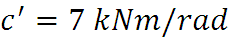 c' = 7 kNm/rad